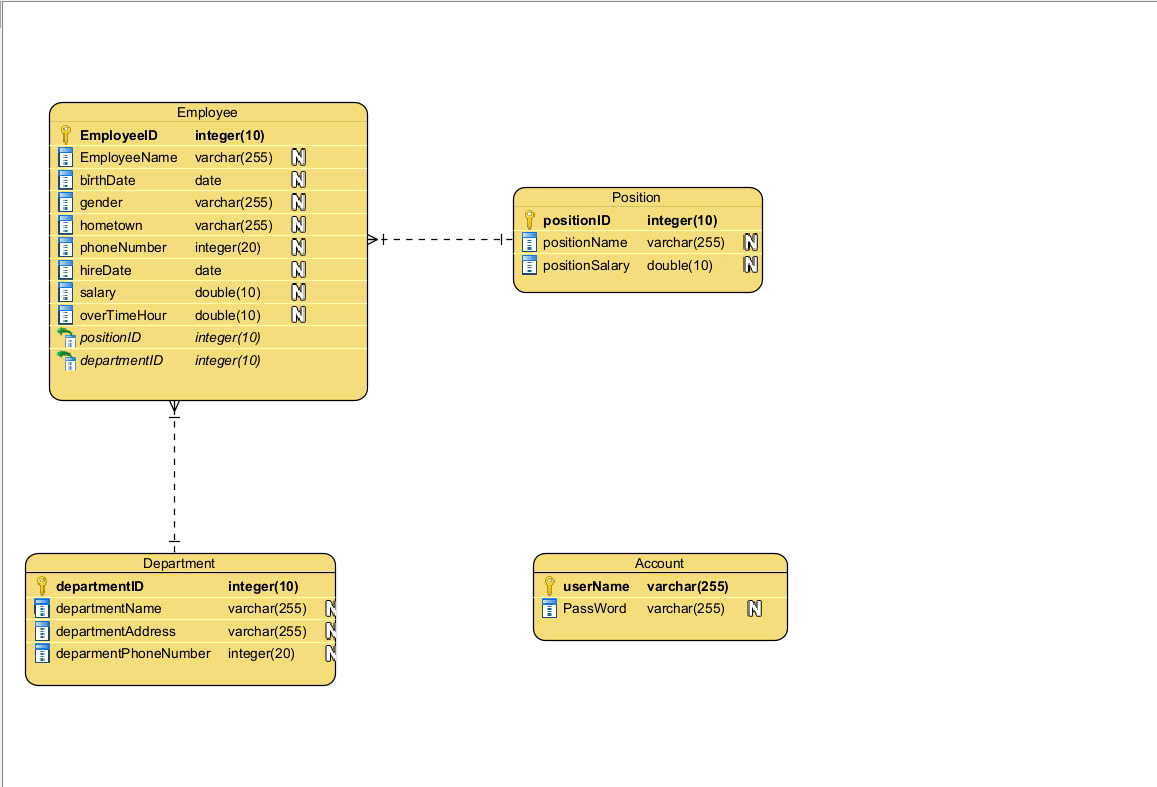 Employee
EmployeeID integer(10)
EmployeeName varchar(255) N
birthDate date N
gender varchar(255) N
hometown varchar(255) N
phoneNumber integer(20) N
hireDate date N
salary double(10) N
overTimeHour double(10) N
positionID integer(10)
departmentID integer(10)
Position
positionID integer(10)
positionName varchar(255) N
positionSalary double(10) N
Department
departmentID integer(10)
departmentName varchar(255) N
departmentAddress varchar(255) N
deparmentPhoneNumber integer(20) N
Account
userName varchar(255)
PassWord varchar(255) N